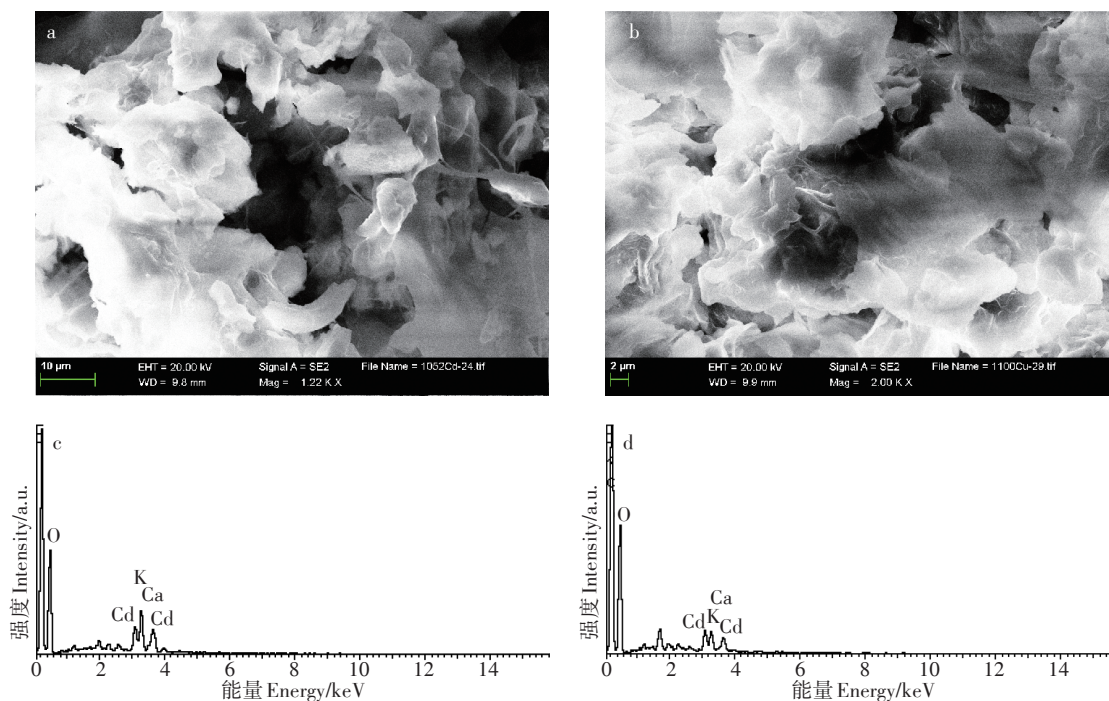 a
10 μm
EHT = 20.00 kV Signal A = SE2 File Name = 1052Cd-24.tif
WD = 9.8 mm Mag = 1.22 K X
b
2 μm
EHT = 20.00 kV Signal A = SE2 File Name = 1100Cu-29.tif
WD = 9.9 mm Mag = 2.00 K X
c
强度 Intensity/a.u.
O
K
Ca
Cd Cd
0 2 4 6 8 10 12 14
能量 Energy/keV
d
强度 Intensity/a.u.
C
O
Ca
Cd K Cd
0 2 4 6 8 10 12 14
能量 Energy/keV